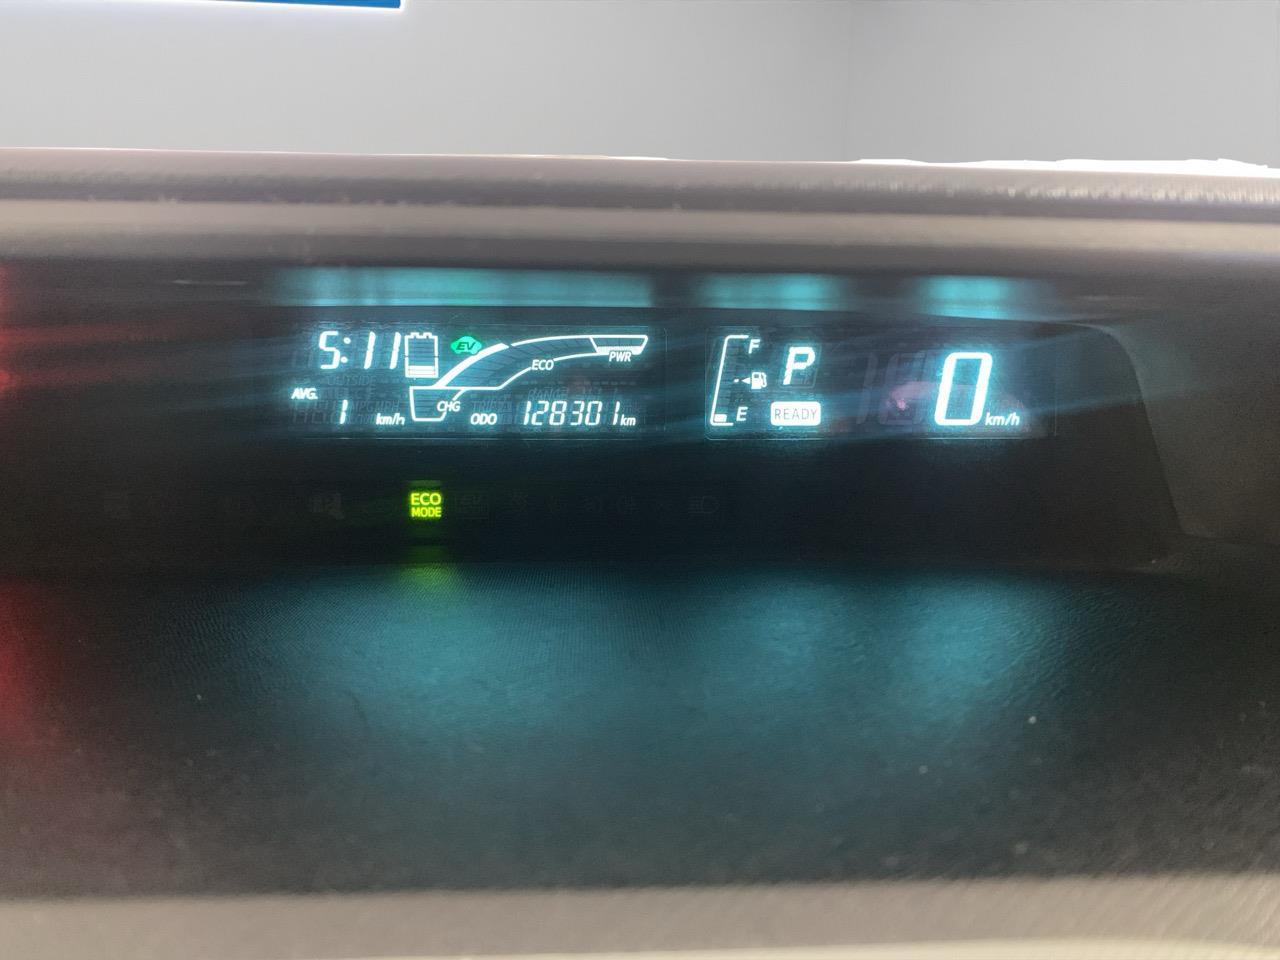 5:11
EV
ECO
PWR
AVG.
1 km/h
CHG
ODO 128301 km
F
E
P
READY
0 km/h
ECO
MODE